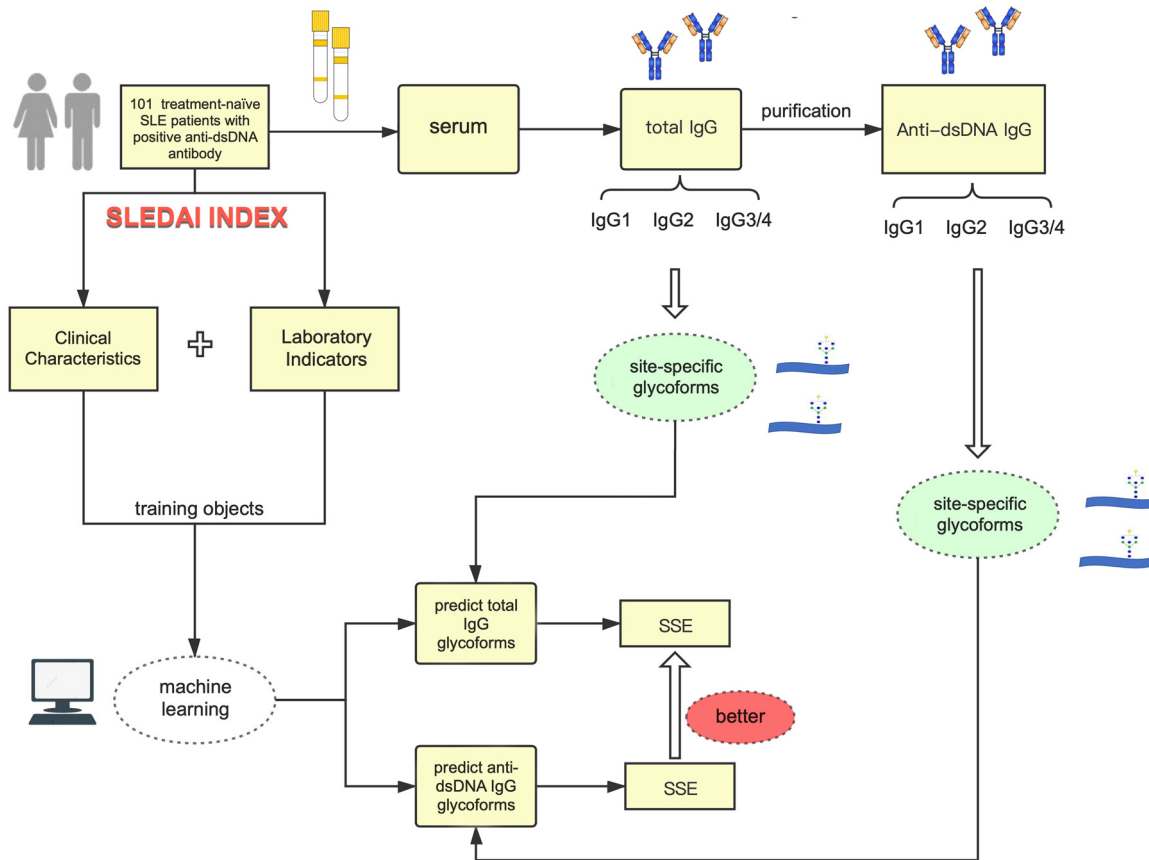 101 treatment-naïve
SLE patients with
positive anti-dsDNA
antibody
serum
total IgG
purification
Anti-dsDNA IgG
IgG1 IgG2 IgG3/4
IgG1 IgG2 IgG3/4
SLEDAI INDEX
Clinical
Characteristics
Laboratory
Indicators
site-specific
glycoforms
site-specific
glycoforms
training objects
predict total
IgG
glycoforms
SSE
machine
learning
better
predict anti-
dsDNA IgG
glycoforms
SSE